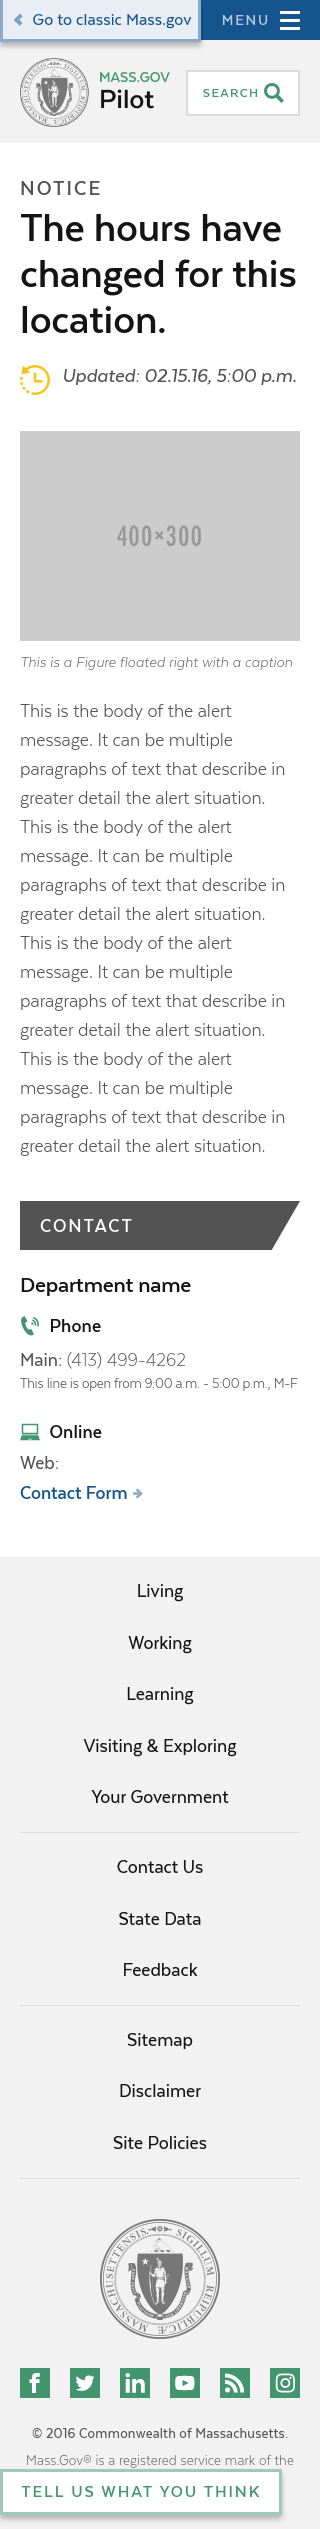 Go to classic Mass.gov
MENU
MASS.GOV
Pilot
SEARCH
NOTICE
The hours have
changed for this
location.
Updated: 02.15.16, 5:00 p.m.
400×300
This is a Figure floated right with a caption
This is the body of the alert
message. It can be multiple
paragraphs of text that describe in
greater detail the alert situation.
This is the body of the alert
message. It can be multiple
paragraphs of text that describe in
greater detail the alert situation.
This is the body of the alert
message. It can be multiple
paragraphs of text that describe in
greater detail the alert situation.
This is the body of the alert
message. It can be multiple
paragraphs of text that describe in
greater detail the alert situation.
CONTACT
Department name
Phone
Main: (413) 499-4262
This line is open from 9:00 a.m. - 5:00 p.m., M-F
Online
Web:
Contact Form
Living
Working
Learning
Visiting & Exploring
Your Government
Contact Us
State Data
Feedback
Sitemap
Disclaimer
Site Policies
SIGILLUM REIPUBLICÆ MASSACHUSETTENSIS
© 2016 Commonwealth of Massachusetts.
Mass.Gov® is a registered service mark of the
TELL US WHAT YOU THINK